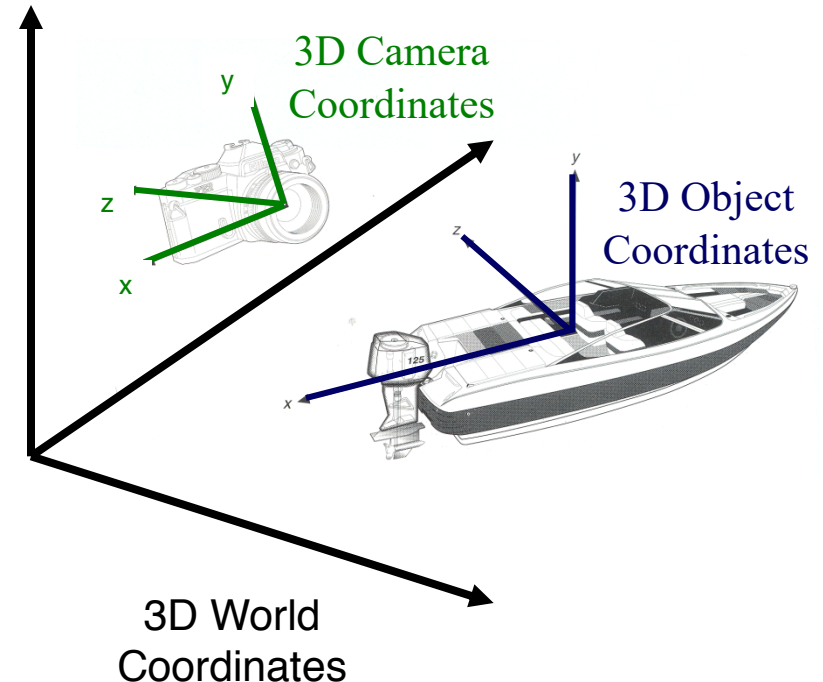 3D Camera
Coordinates
y
z
x
y
3D Object
Coordinates
z
x
125
3D World
Coordinates